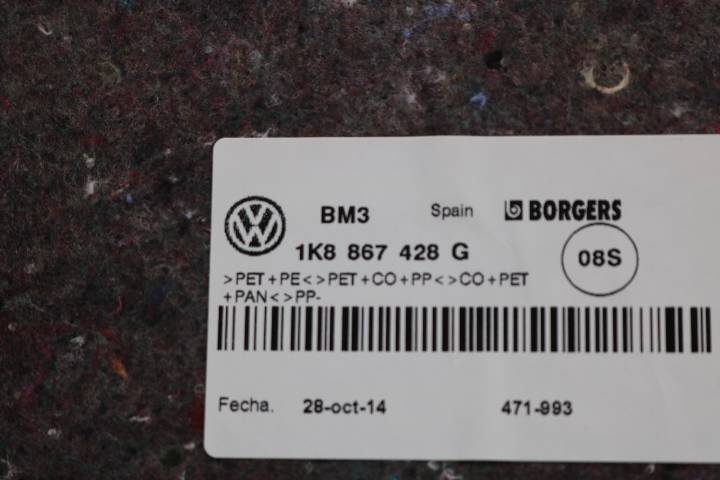 BM3 Spain BORGERS
1K8 867 428 G
08S
>PET+PE<>PET+CO+PP<>CO+PET
+PAN<>PP-
Fecha. 28-oct-14 471-993